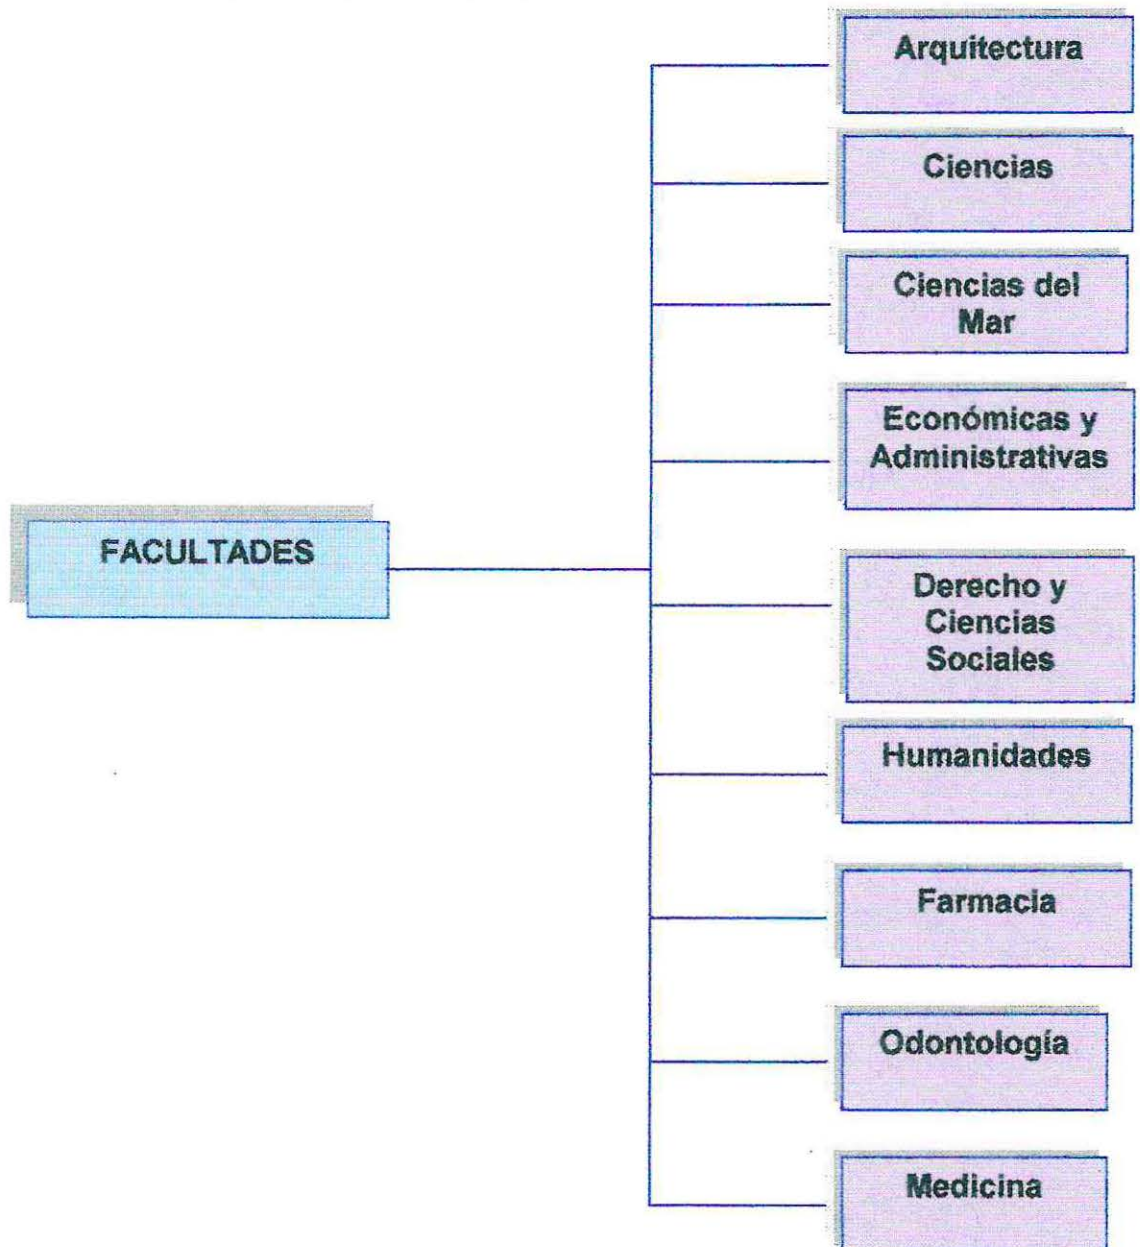 Arquitectura
Ciencias
Ciencias del
Mar
Económicas y
Administrativas
FACULTADES
Derecho y
Ciencias
Sociales
Humanidades
Farmacia
Odontología
Medicina